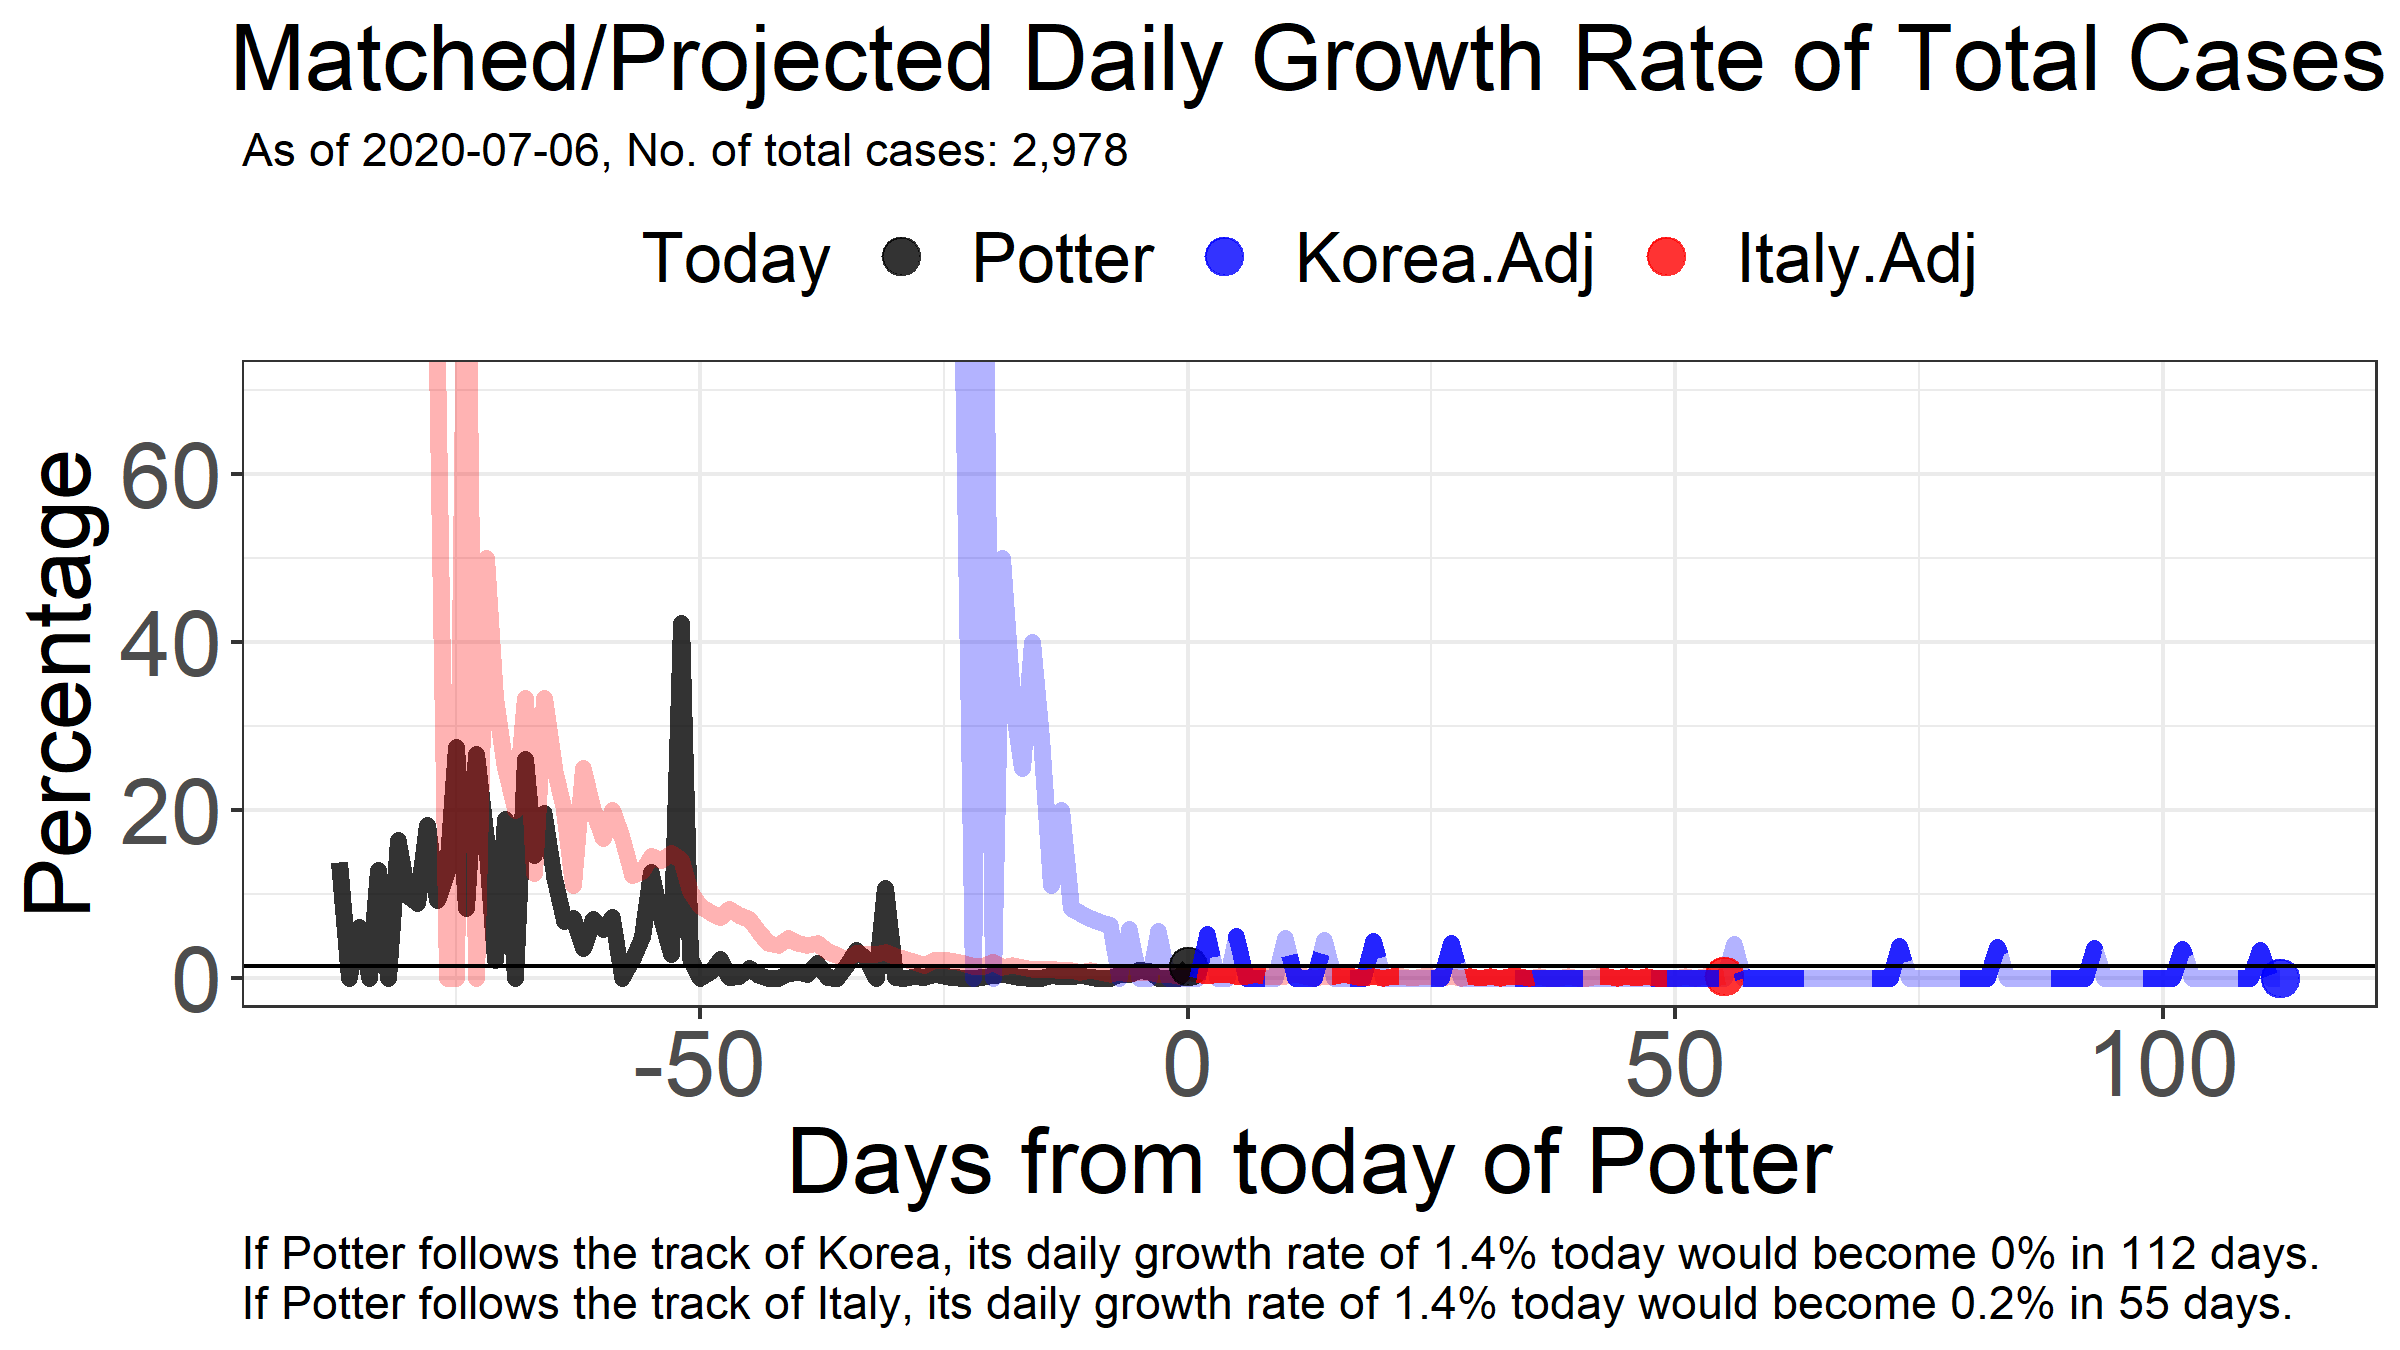 Matched/Projected Daily Growth Rate of Total Cases
As of 2020-07-06, No. of total cases: 2,978
Today Potter Korea.Adj Italy.Adj
Percentage
60
40
20
0
-50 0 50 100
Days from today of Potter
If Potter follows the track of Korea, its daily growth rate of 1.4% today would become 0% in 112 days.
If Potter follows the track of Italy, its daily growth rate of 1.4% today would become 0.2% in 55 days.